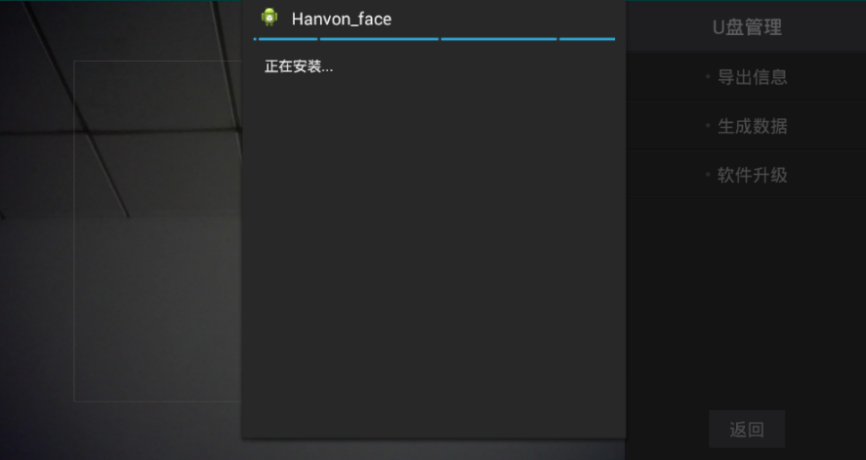 Hanvon_face
正在安装...
U盘管理
• 导出信息
• 生成数据
• 软件升级
返回